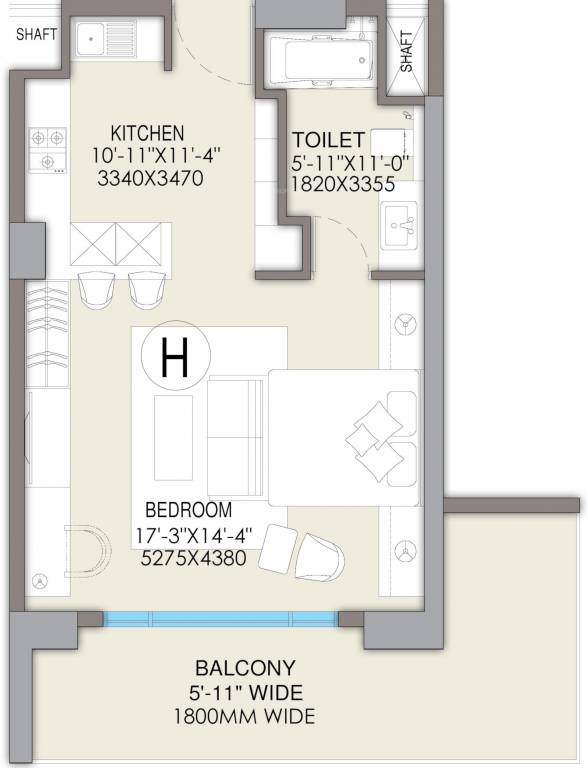 SHAFT
SHAFT
KITCHEN
10'-11"X11'-4"
3340X3470
TOILET
5'-11"X11'-0"
1820X3355
H
BEDROOM
17'-3"X14'-4"
5275X4380
BALCONY
5'-11" WIDE
1800MM WIDE